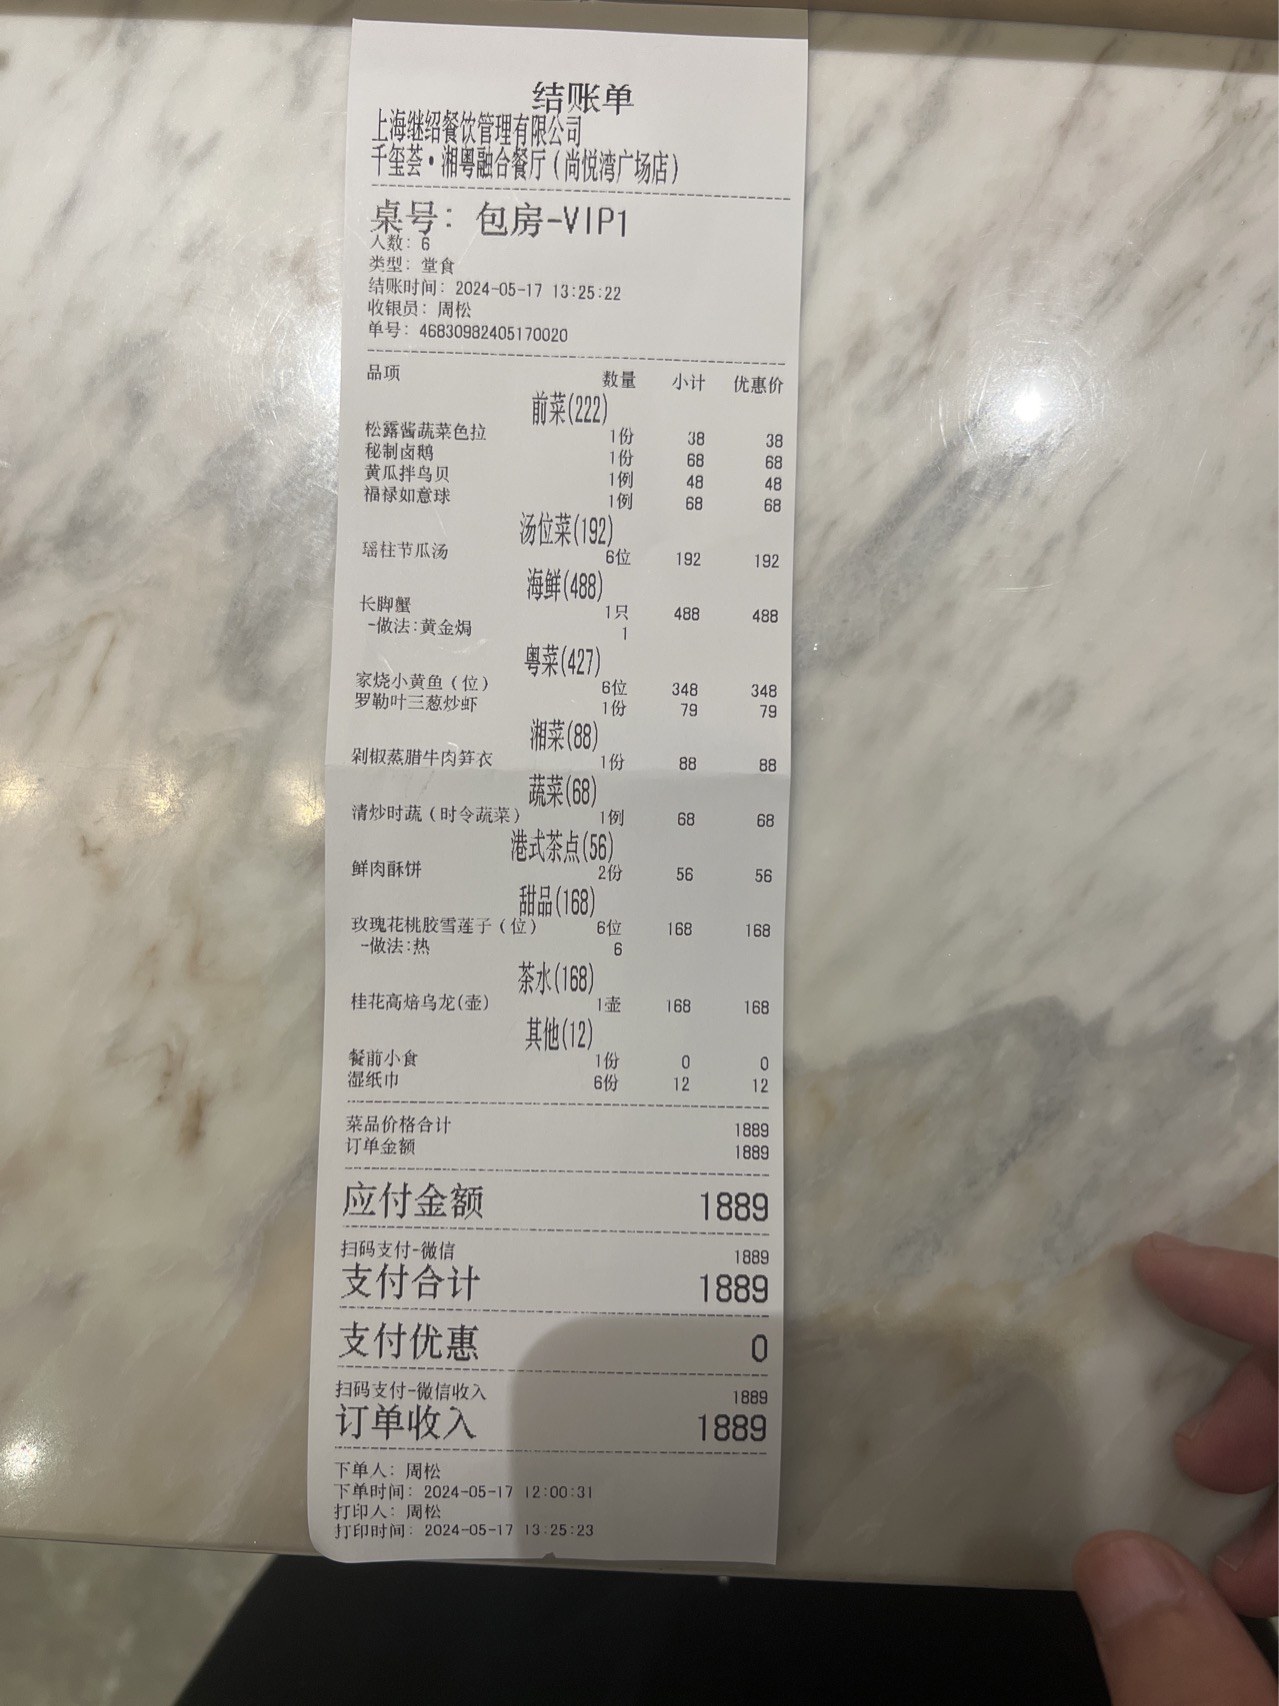 结账单
上海继绍餐饮管理有限公司
千玺荟·湘粤融合餐厅(尚悦湾广场店)
桌号: 包房-VIP1
人数: 6
类型: 堂食
结账时间: 2024-05-17 13:25:22
收银员: 周松
单号: 46830982405170020
品项 数量 小计 优惠价
前菜(222)
松露酱蔬菜色拉 1份 38 38
秘制卤鹅 1份 68 68
黄瓜拌鸟贝 1例 48 48
福禄如意球 1例 68 68
汤位菜(192)
瑶柱节瓜汤 6位 192 192
海鲜(488)
长脚蟹 1只 488 488
-做法:黄金焗 1
粤菜(427)
家烧小黄鱼(位) 6位 348 348
罗勒叶三葱炒虾 1份 79 79
湘菜(88)
剁椒蒸腊牛肉笋衣 1份 88 88
蔬菜(68)
清炒时蔬(时令蔬菜) 1例 68 68
港式茶点(56)
鲜肉酥饼 2份 56 56
甜品(168)
玫瑰花桃胶雪莲子(位) 6位 168 168
-做法:热 6
茶水(168)
桂花高焙乌龙(壶) 1壶 168 168
其他(12)
餐前小食 1份 0 0
湿纸巾 6份 12 12
菜品价格合计 1889
订单金额 1889
应付金额 1889
扫码支付-微信 1889
支付合计 1889
支付优惠 0
扫码支付-微信收入 1889
订单收入 1889
下单人: 周松
下单时间: 2024-05-17 12:00:31
打印人: 周松
打印时间: 2024-05-17 13:25:23